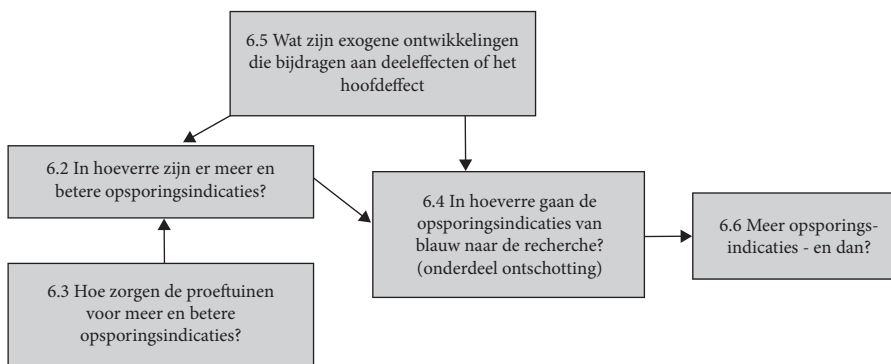 6.5 Wat zijn exogene ontwikkelingen
die bijdragen aan deeleffecten of het
hoofdeffect
6.2 In hoeverre zijn er meer en
betere opsporingsindicaties?
6.4 In hoeverre gaan de
opsporingsindicaties van
blauw naar de recherche?
(onderdeel ontschotting)
6.6 Meer opsporings-
indicaties - en dan?
6.3 Hoe zorgen de proeftuinen
voor meer en betere
opsporingsindicaties?